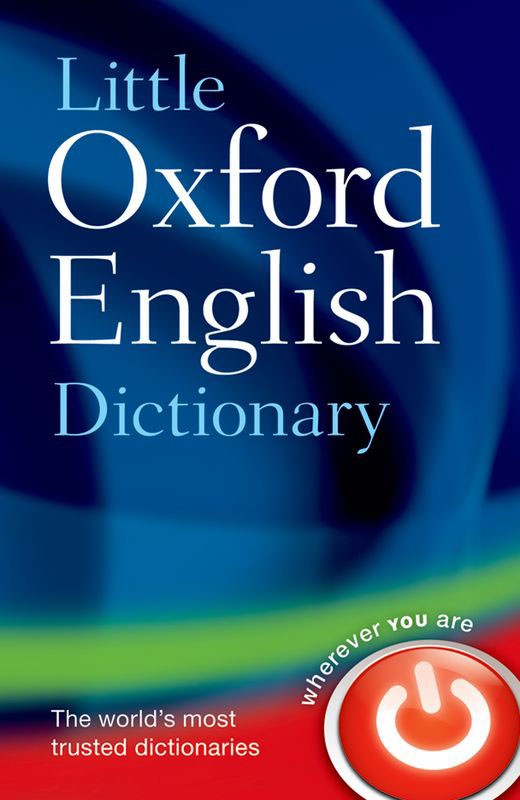 Little
Oxford
English
Dictionary
wherever YOU are
The world's most
trusted dictionaries